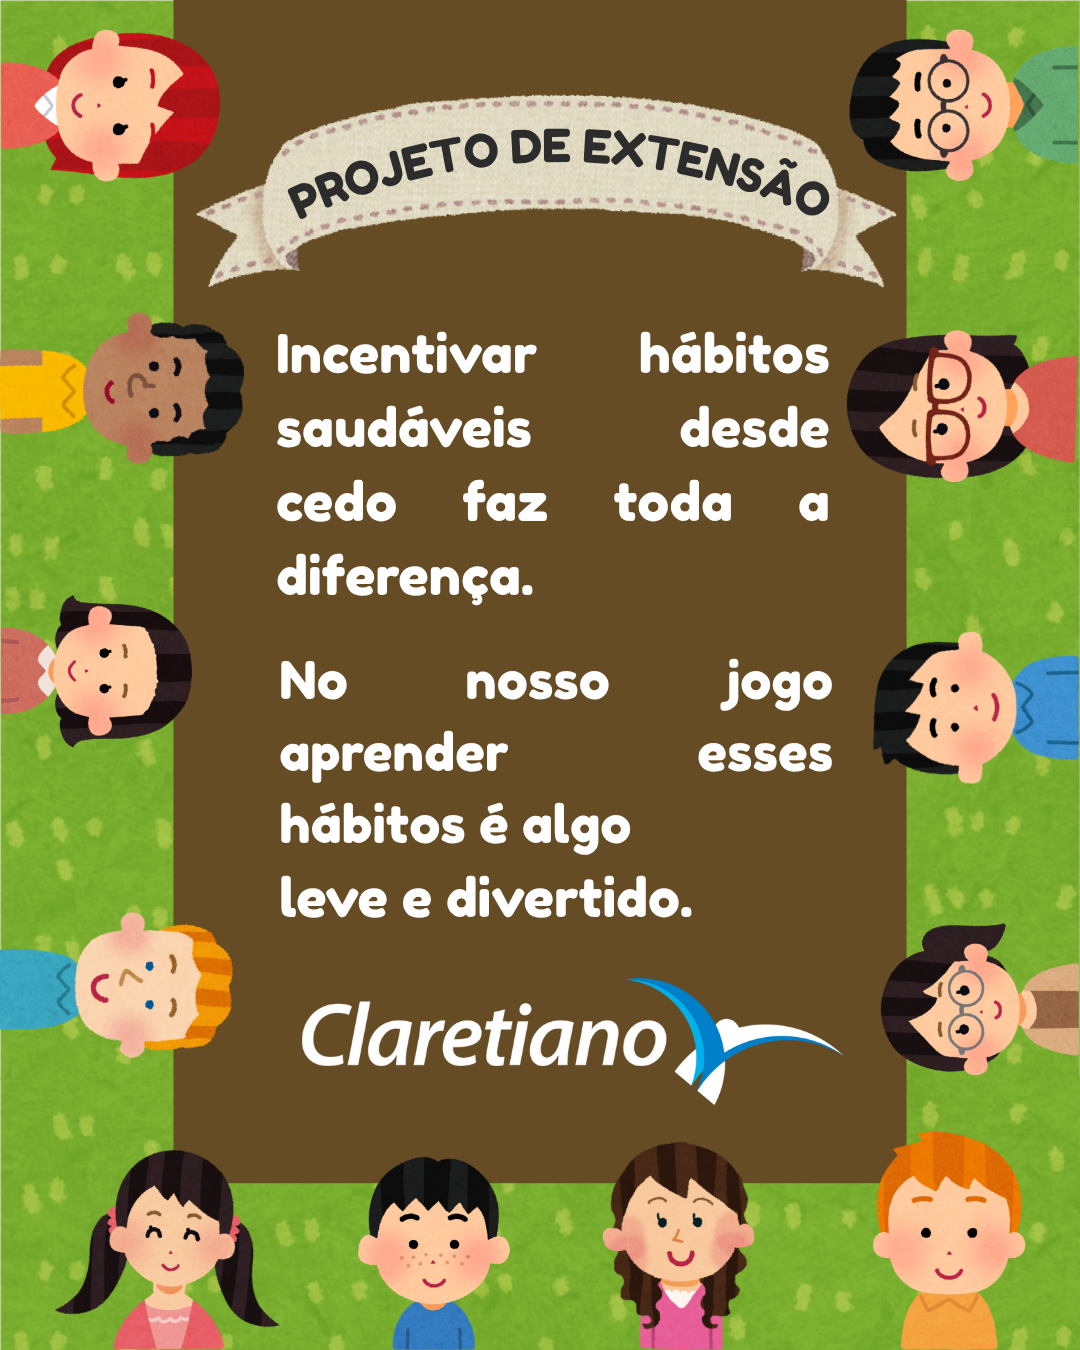 PROJETO DE EXTENSÃO
Incentivar hábitos
saudáveis desde
cedo faz toda a
diferença.
No nosso jogo
aprender esses
hábitos é algo
leve e divertido.
Claretiano